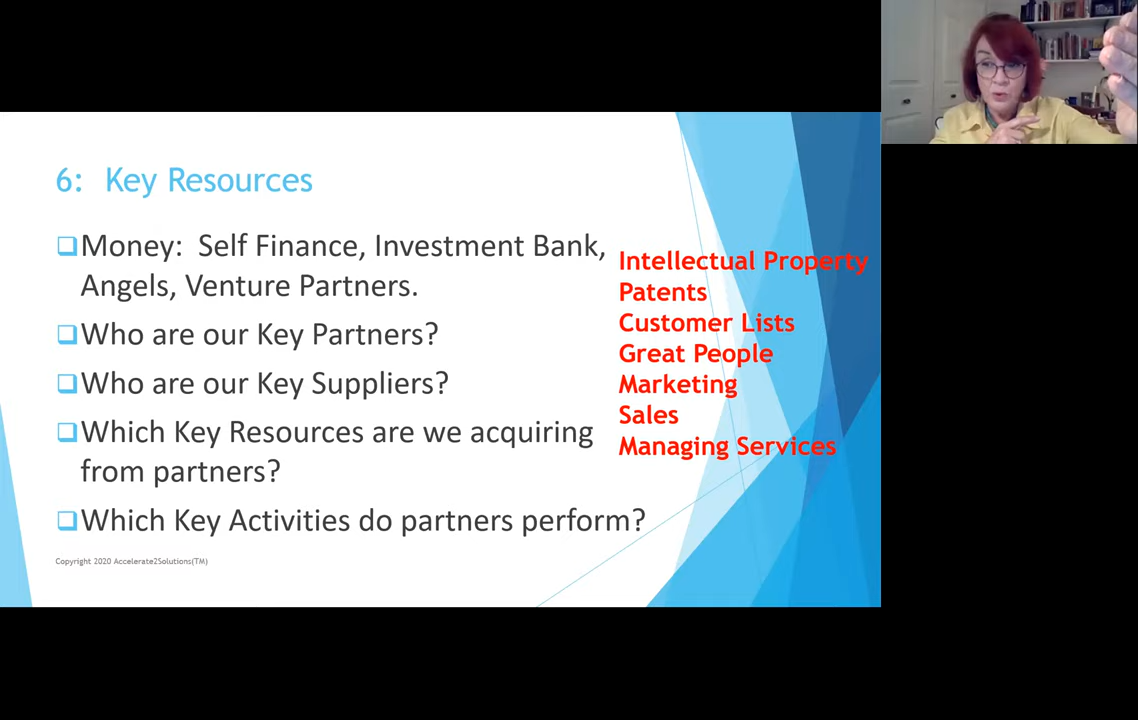 6: Key Resources
Money: Self Finance, Investment Bank,
Angels, Venture Partners.
Who are our Key Partners?
Who are our Key Suppliers?
Which Key Resources are we acquiring
from partners?
Which Key Activities do partners perform?
Intellectual Property
Patents
Customer Lists
Great People
Marketing
Sales
Managing Services
Copyright 2020 Accelerate2Solutions(TM)